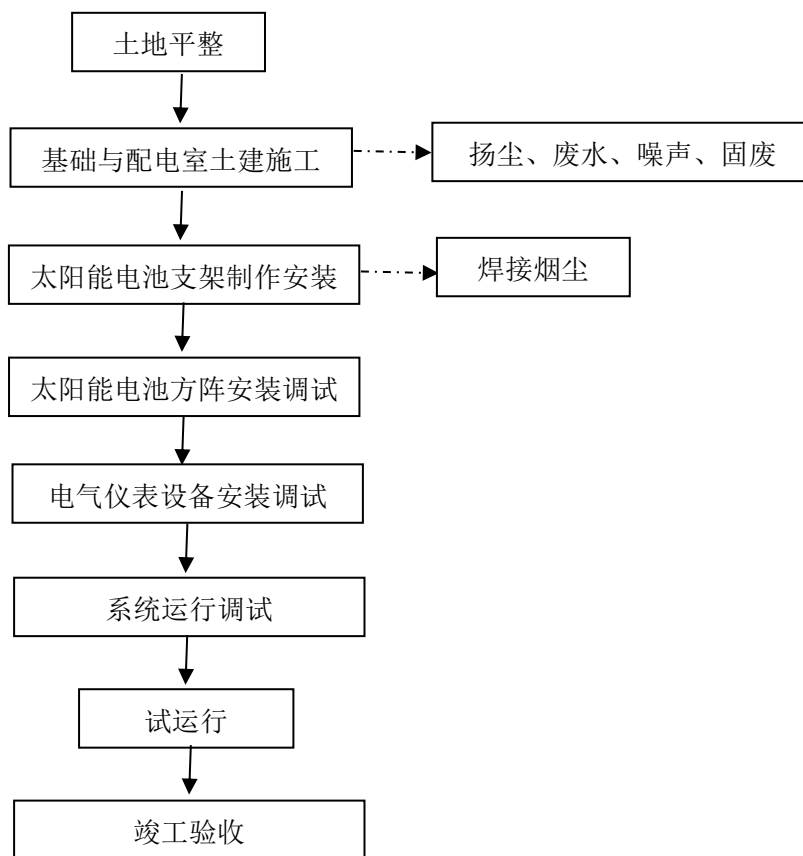 土地平整
基础与配电室土建施工
扬尘、废水、噪声、固废
太阳能电池支架制作安装
焊接烟尘
太阳能电池方阵安装调试
电气仪表设备安装调试
系统运行调试
试运行
竣工验收